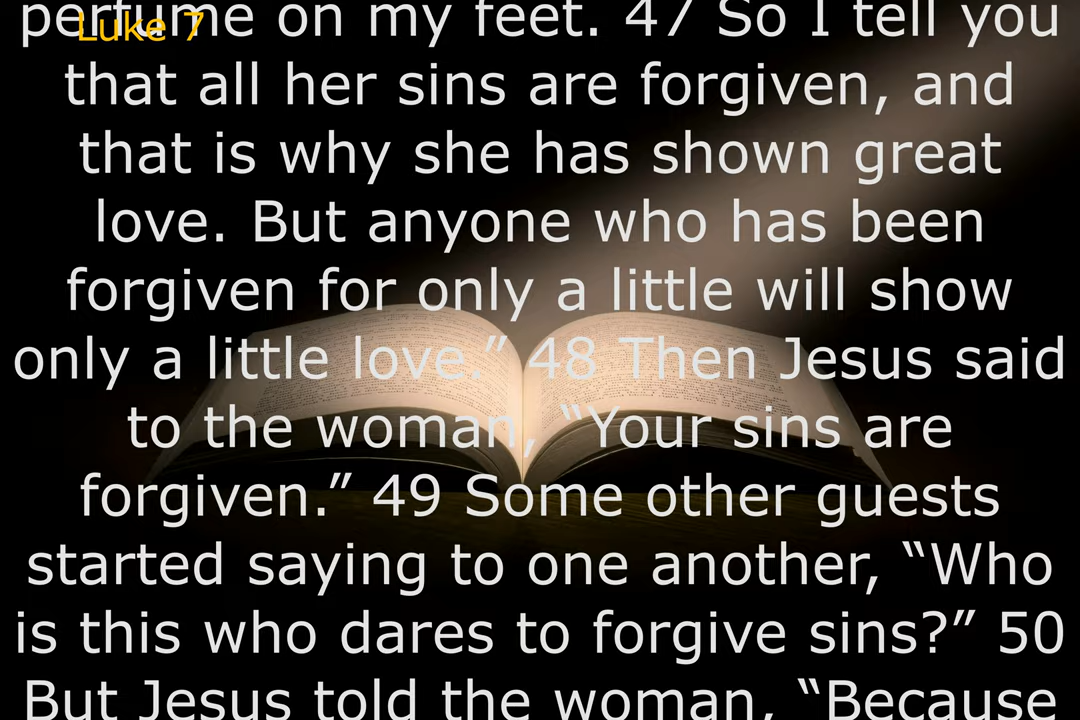 Luke 7
perfume on my feet. 47 So I tell you
that all her sins are forgiven, and
that is why she has shown great
love. But anyone who has been
forgiven for only a little will show
only a little love.” 48 Then Jesus said
to the woman, “Your sins are
forgiven.” 49 Some other guests
started saying to one another, “Who
is this who dares to forgive sins?” 50
But Jesus told the woman, “Because